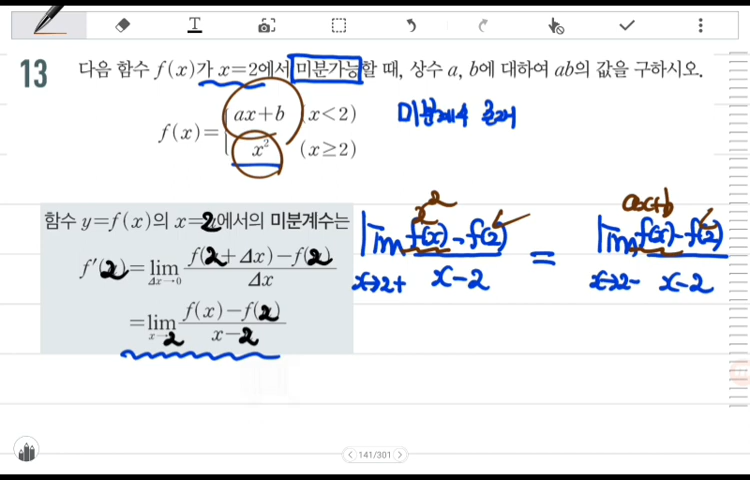 T
13 다음 함수 f(x)가 x=2에서 미분가능할 때, 상수 a, b에 대하여 ab의 값을 구하시오.
f(x)={ ax+b (x<2)
x² (x≥2)
미분계수 존재
함수 y=f(x)의 x=2에서의 미분계수는
f'(2)=lim Δx→0 f(2+Δx)-f(2) / Δx
=lim x→2 f(x)-f(2) / x-2
x²
lim x→2+ f(x)-f(2) / x-2 = lim x→2- f(x)-f(2) / x-2
ax+b
141/301